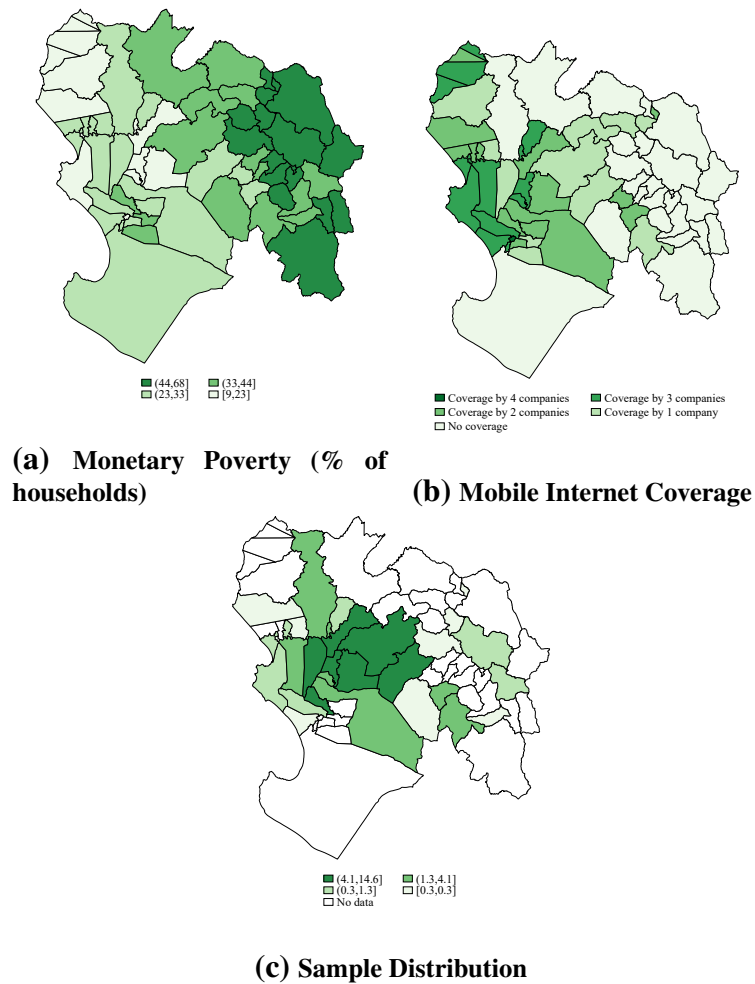 (44,68] (33,44]
(23,33] [9,23]
Coverage by 4 companies Coverage by 3 companies
Coverage by 2 companies Coverage by 1 company
No coverage
(a) Monetary Poverty (% of
households)
(b) Mobile Internet Coverage
(4.1,14.6] (1.3,4.1]
(0.3,1.3] [0.3,0.3]
No data
(c) Sample Distribution